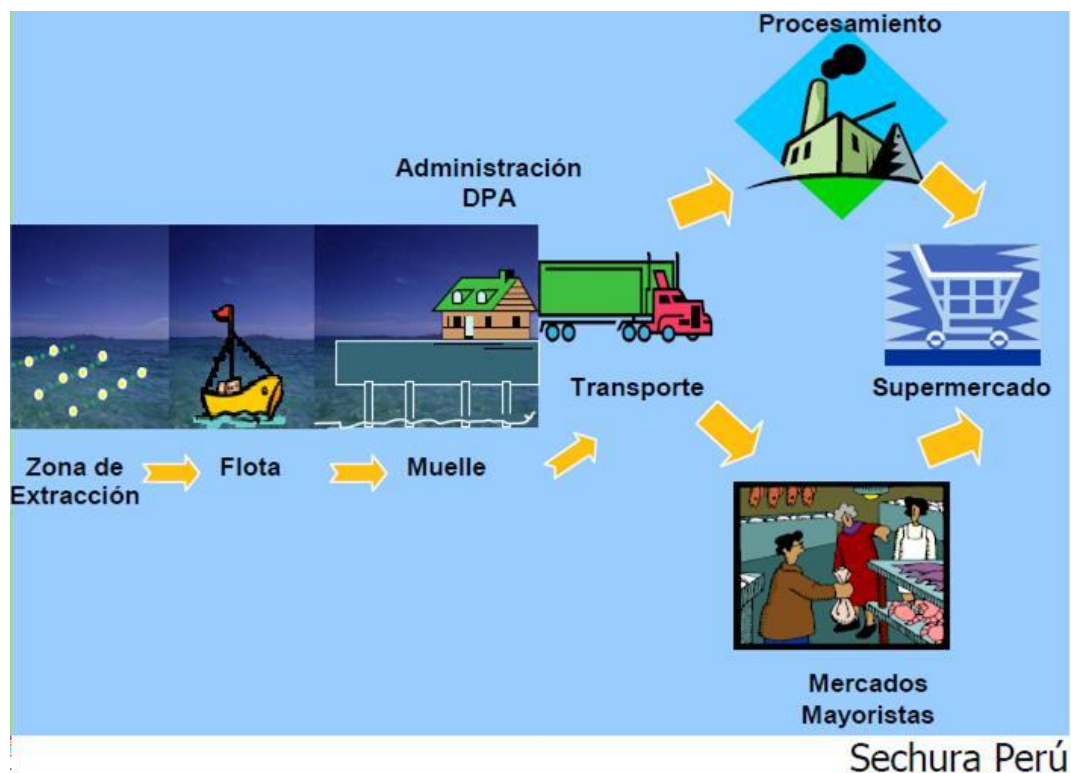 Procesamiento
Administración
DPA
Transporte
Supermercado
Zona de
Extracción
Flota
Muelle
Mercados
Mayoristas
Sechura Perú